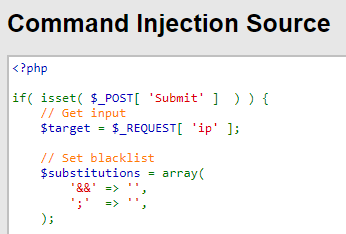 Command Injection Source
<?php
if( isset( $_POST[ 'Submit' ]  ) ) {
    // Get input
    $target = $_REQUEST[ 'ip' ];
    // Set blacklist
    $substitutions = array(
        '&&' => '',
        ';'  => '',
    );